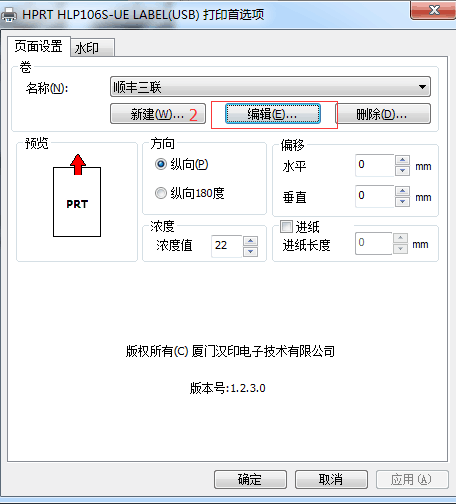 HPRT HLP106S-UE LABEL(USB) 打印首选项
页面设置 水印
卷
名称(N): 顺丰三联
新建(W)... 2 编辑(E)... 删除(D)...
预览 方向 偏移
纵向(P) 水平 0 mm
纵向180度 垂直 0 mm
PRT
浓度 进纸
浓度值 22 进纸长度 0 mm
版权所有(C) 厦门汉印电子技术有限公司
版本号:1.2.3.0
确定 取消 应用(A)